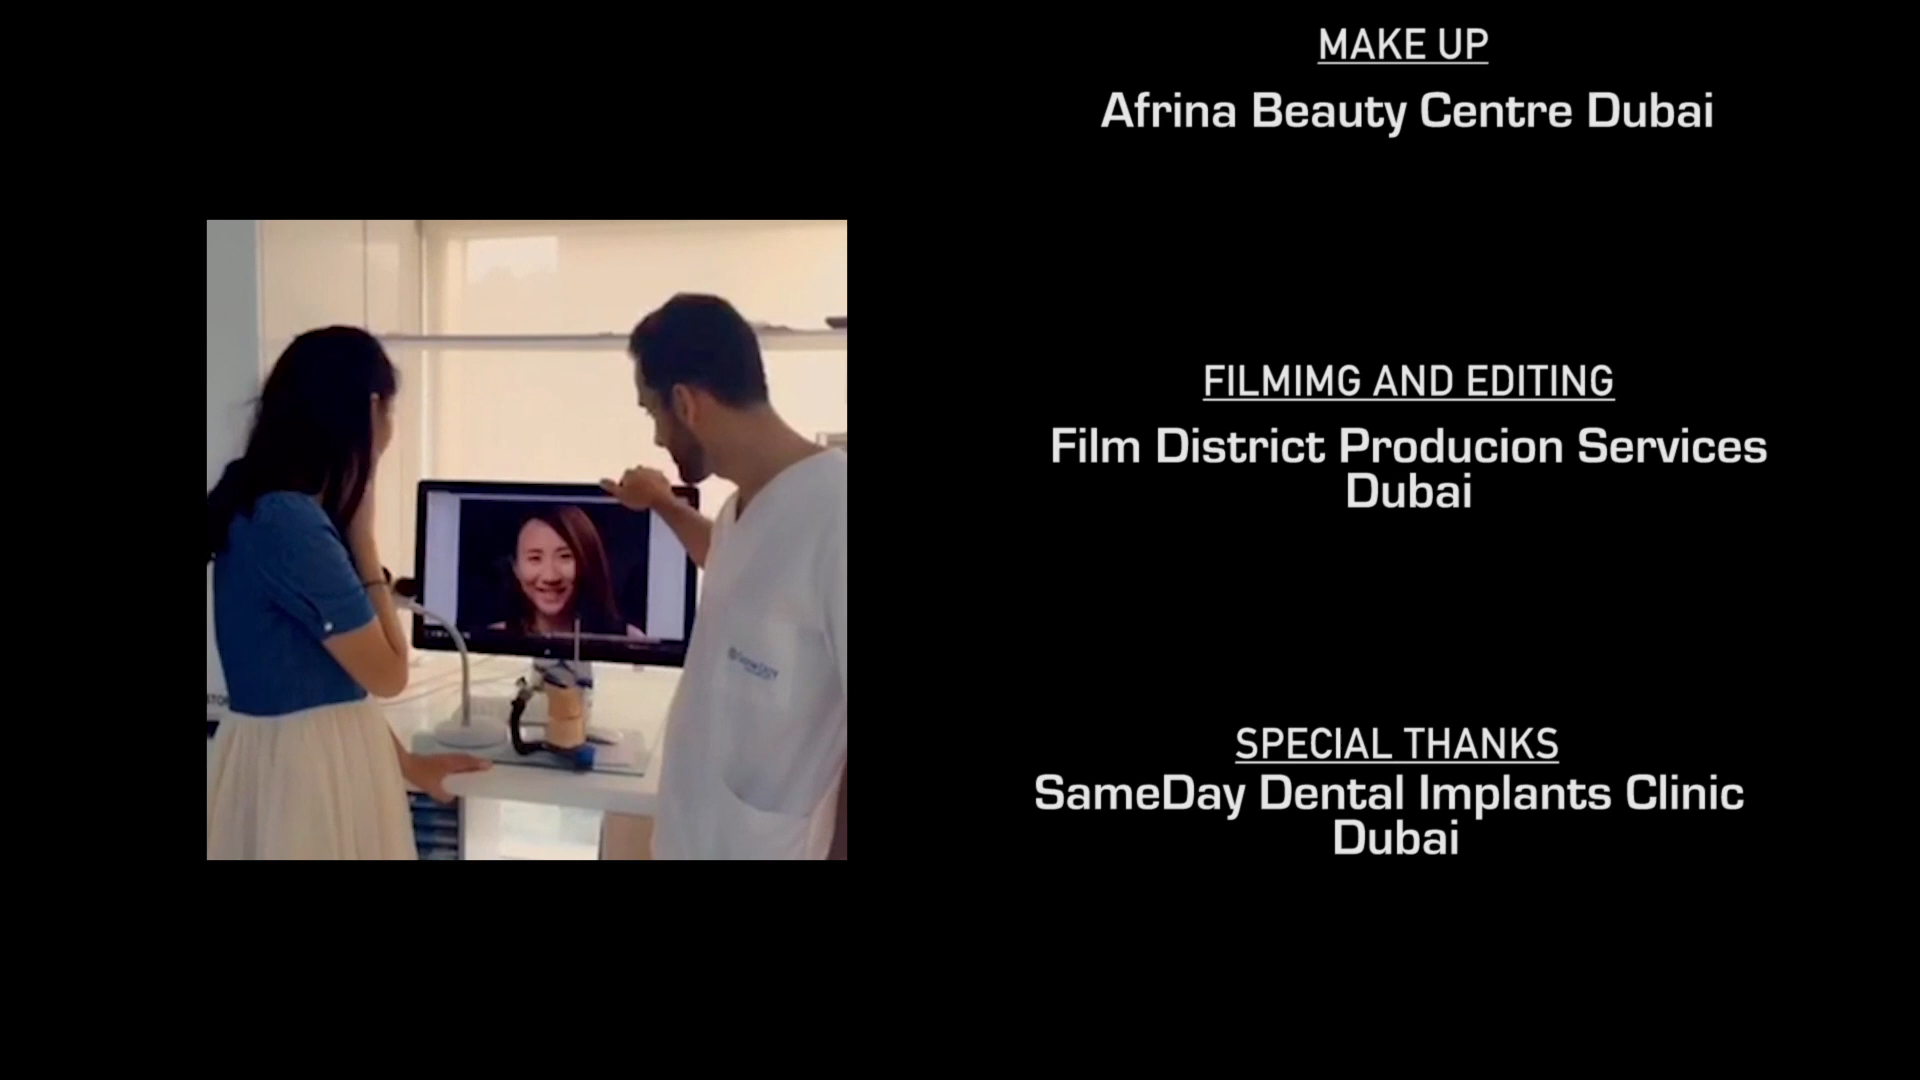 MAKE UP
Afrina Beauty Centre Dubai
FILMIMG AND EDITING
Film District Producion Services
Dubai
SPECIAL THANKS
SameDay Dental Implants Clinic
Dubai